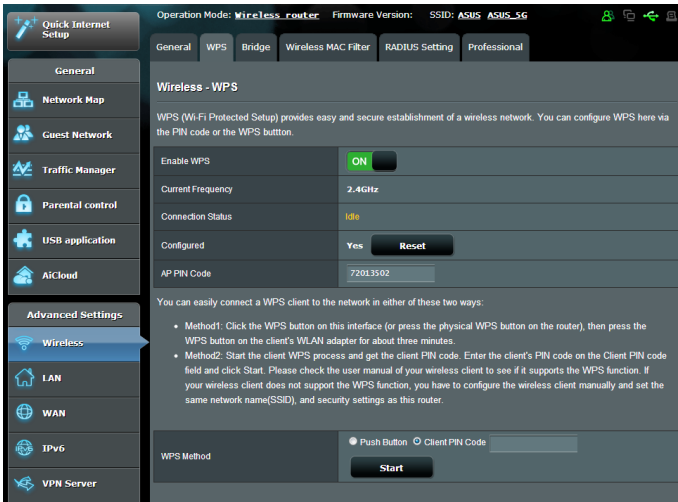 Quick Internet
Setup
General
Network Map
Guest Network
Traffic Manager
Parental control
USB application
AiCloud
Advanced Settings
Wireless
LAN
WAN
IPv6
IPv6
VPN Server
Operation Mode: Wireless router Firmware Version: SSID: ASUS ASUS_5G
General WPS Bridge Wireless MAC Filter RADIUS Setting Professional
Wireless - WPS
WPS (Wi-Fi Protected Setup) provides easy and secure establishment of a wireless network. You can configure WPS here via
the PIN code or the WPS buttton.
Enable WPS ON
Current Frequency 2.4GHz
Connection Status Idle
Configured Yes Reset
AP PIN Code 72013502
You can easily connect a WPS client to the network in either of these two ways:
• Method1: Click the WPS button on this interface (or press the physical WPS button on the router), then press the
WPS button on the client's WLAN adapter for about three minutes.
• Method2: Start the client WPS process and get the client PIN code. Enter the client's PIN code on the Client PIN code
field and click Start. Please check the user manual of your wireless client to see if it supports the WPS function. If
your wireless client does not support the WPS function, you have to configure the wireless client manually and set the
same network name(SSID), and security settings as this router.
WPS Method Push Button Client PIN Code
Start